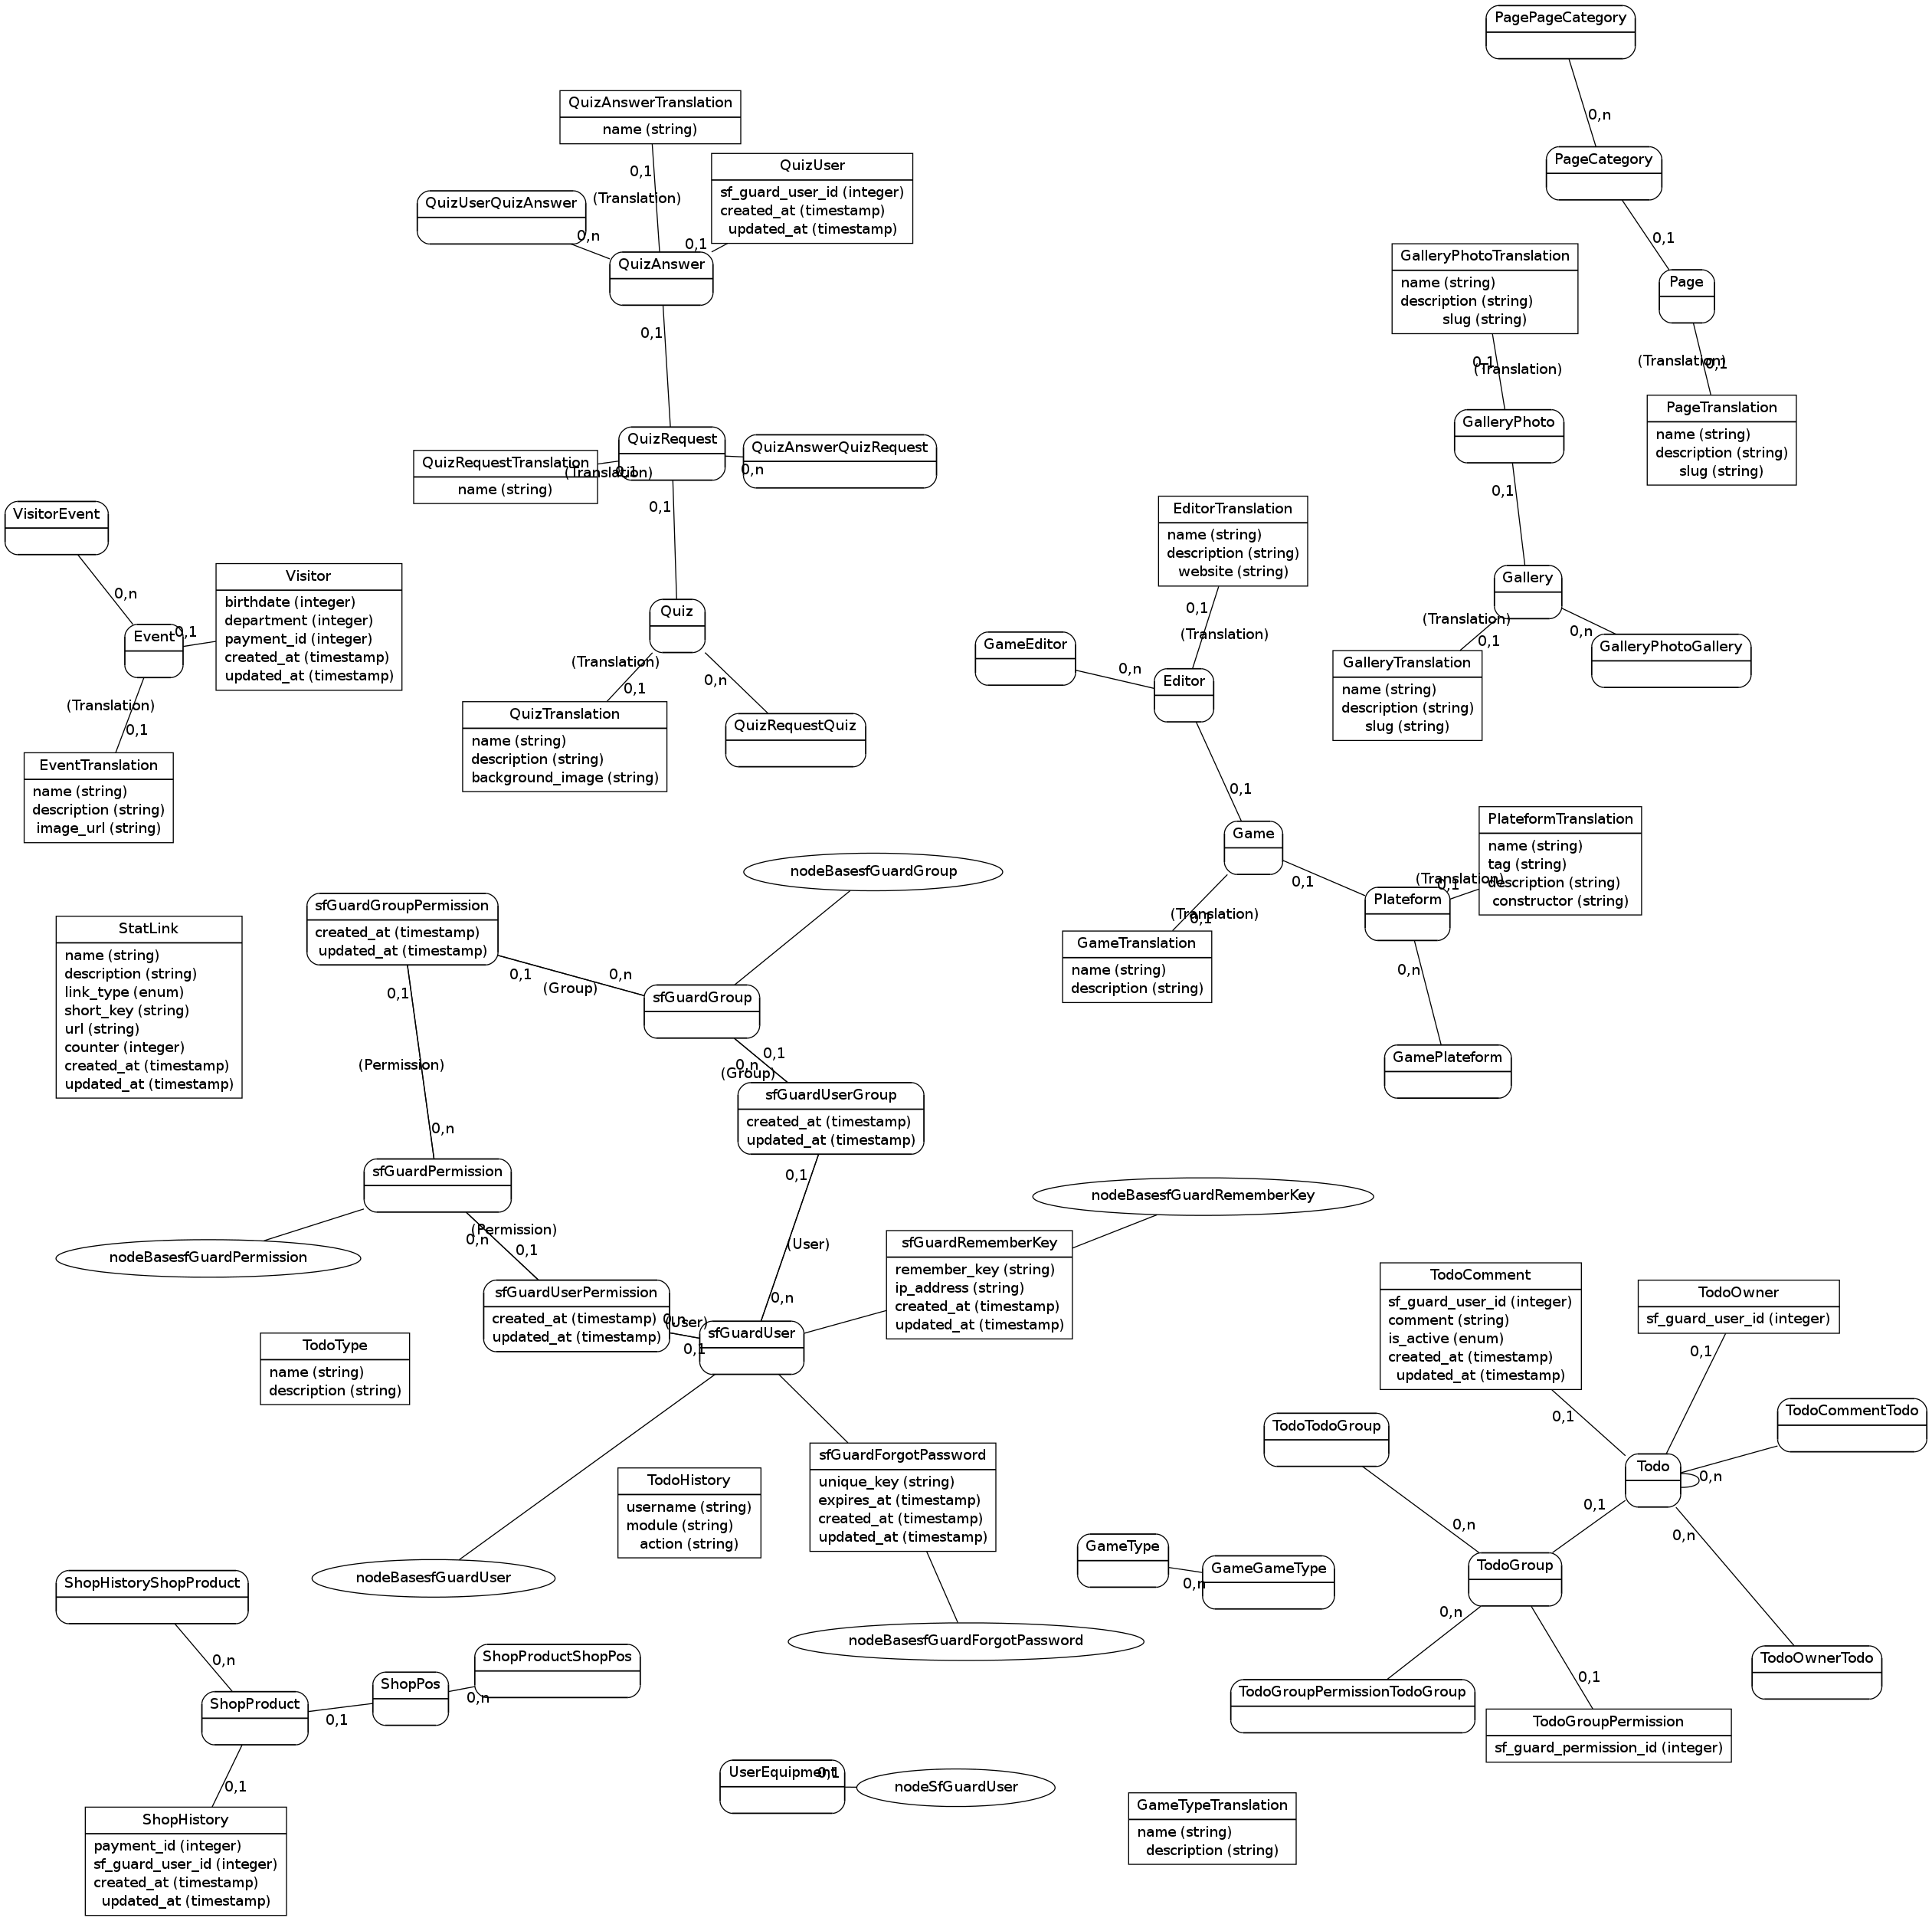 PagePageCategory
0,n
PageCategory
0,1
Page
(Translation)
0,1
PageTranslation
name (string)
description (string)
slug (string)
QuizAnswerTranslation
name (string)
0,1
(Translation)
QuizUser
sf_guard_user_id (integer)
created_at (timestamp)
updated_at (timestamp)
0,1
QuizUserQuizAnswer
0,n
QuizAnswer
0,1
QuizRequest
QuizRequestTranslation
name (string)
(Translation)
0,1
QuizAnswerQuizRequest
0,n
0,1
Quiz
(Translation)
0,1
QuizTranslation
name (string)
description (string)
background_image (string)
0,n
QuizRequestQuiz
GalleryPhotoTranslation
name (string)
description (string)
slug (string)
0,1
(Translation)
GalleryPhoto
0,1
Gallery
(Translation)
0,1
GalleryTranslation
name (string)
description (string)
slug (string)
0,n
GalleryPhotoGallery
VisitorEvent
0,n
Event
0,1
Visitor
birthdate (integer)
department (integer)
payment_id (integer)
created_at (timestamp)
updated_at (timestamp)
(Translation)
0,1
EventTranslation
name (string)
description (string)
image_url (string)
EditorTranslation
name (string)
description (string)
website (string)
0,1
(Translation)
GameEditor
0,n
Editor
0,1
Game
(Translation)
0,1
GameTranslation
name (string)
description (string)
0,1
Plateform
PlateformTranslation
name (string)
tag (string)
description (string)
constructor (string)
(Translation)
0,1
0,n
GamePlateform
StatLink
name (string)
description (string)
link_type (enum)
short_key (string)
url (string)
counter (integer)
created_at (timestamp)
updated_at (timestamp)
nodeBasesfGuardGroup
sfGuardGroupPermission
created_at (timestamp)
updated_at (timestamp)
0,1
(Group)
0,n
sfGuardGroup
0,1
(Permission)
0,n
0,1
0,n
(Group)
sfGuardUserGroup
created_at (timestamp)
updated_at (timestamp)
sfGuardPermission
nodeBasesfGuardPermission
(Permission)
0,n
0,1
sfGuardUserPermission
created_at (timestamp)
updated_at (timestamp)
0,n
(User)
0,1
0,1
(User)
0,n
sfGuardUser
nodeBasesfGuardRememberKey
sfGuardRememberKey
remember_key (string)
ip_address (string)
created_at (timestamp)
updated_at (timestamp)
TodoType
name (string)
description (string)
sfGuardForgotPassword
unique_key (string)
expires_at (timestamp)
created_at (timestamp)
updated_at (timestamp)
TodoHistory
username (string)
module (string)
action (string)
nodeBasesfGuardUser
nodeBasesfGuardForgotPassword
TodoComment
sf_guard_user_id (integer)
comment (string)
is_active (enum)
created_at (timestamp)
updated_at (timestamp)
0,1
TodoOwner
sf_guard_user_id (integer)
0,1
TodoCommentTodo
Todo
0,n
TodoTodoGroup
0,n
0,1
TodoGroup
0,n
TodoOwnerTodo
0,n
TodoGroupPermissionTodoGroup
0,1
TodoGroupPermission
sf_guard_permission_id (integer)
GameType
0,n
GameGameType
ShopHistoryShopProduct
0,n
ShopProduct
0,1
ShopPos
0,n
ShopProductShopPos
0,1
ShopHistory
payment_id (integer)
sf_guard_user_id (integer)
created_at (timestamp)
updated_at (timestamp)
UserEquipment
0,1
nodeSfGuardUser
GameTypeTranslation
name (string)
description (string)